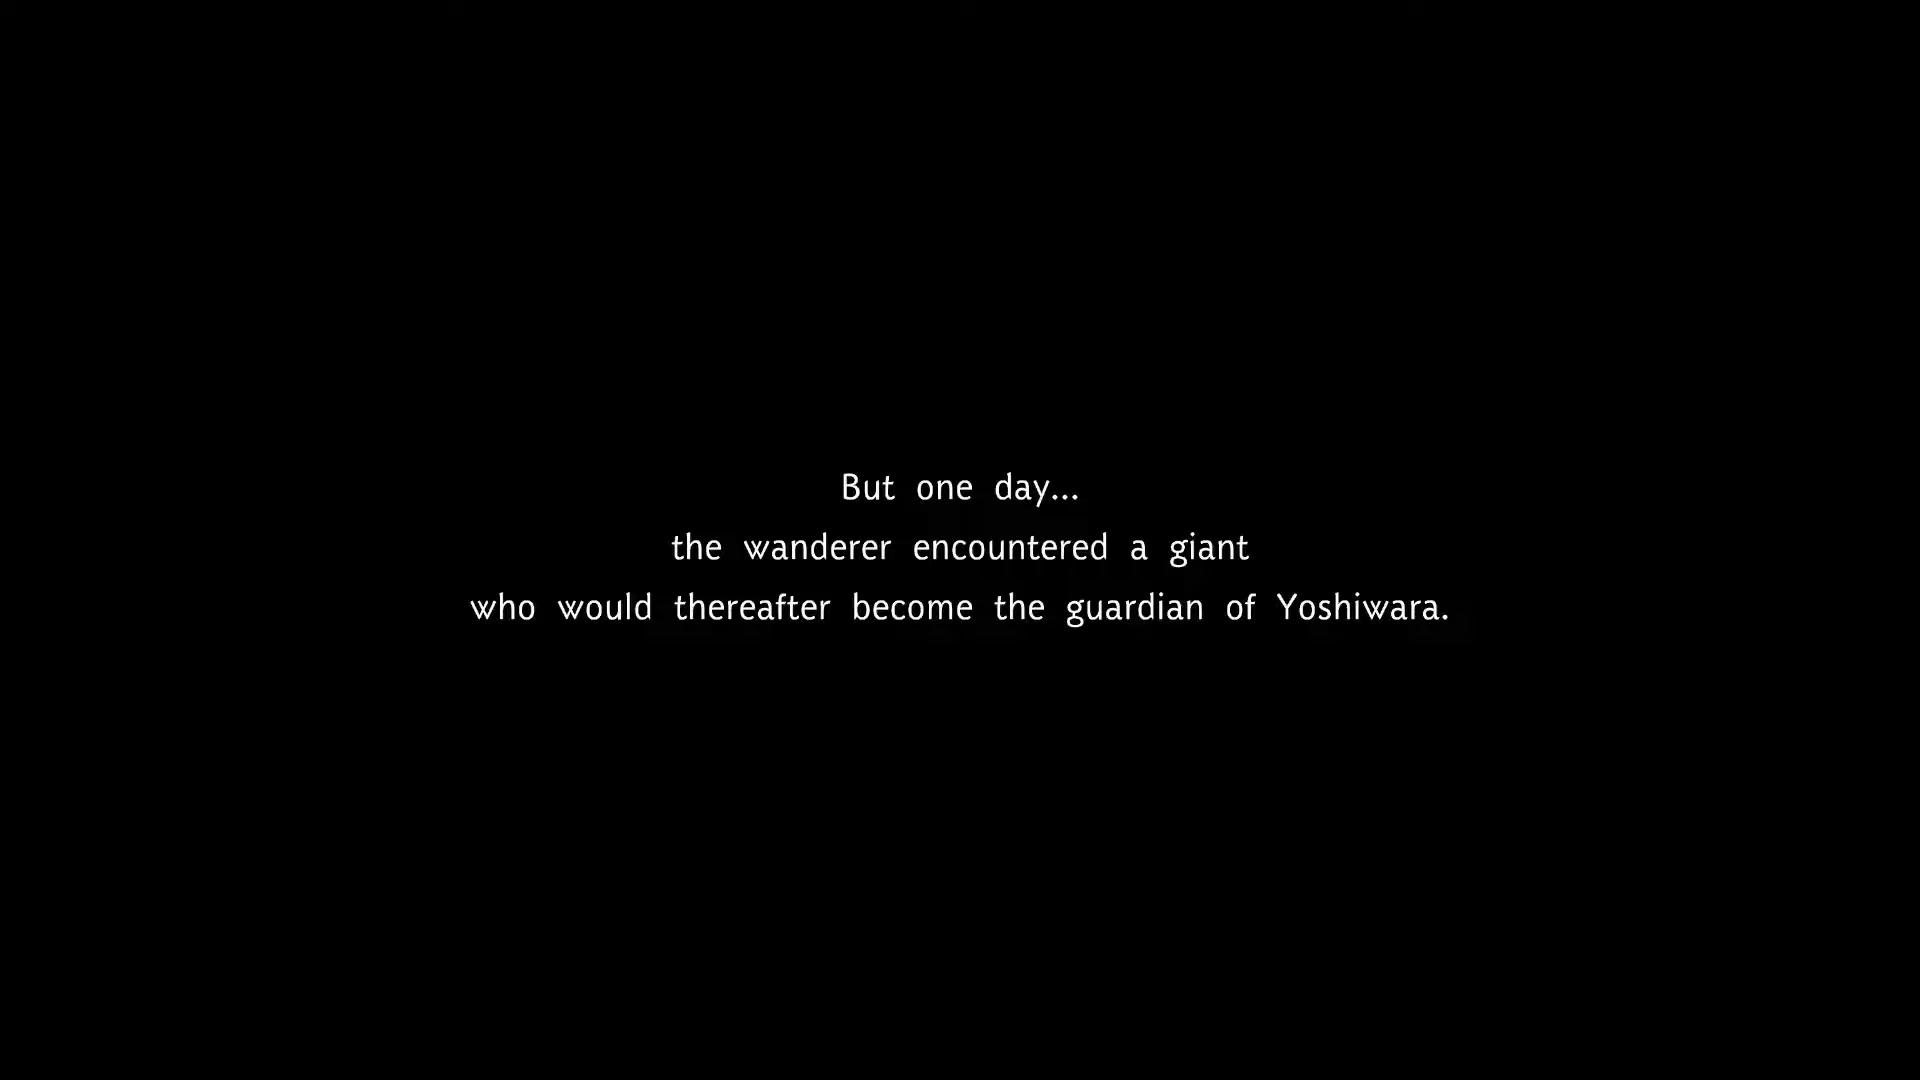 But one day...
the wanderer encountered a giant
who would thereafter become the guardian of Yoshiwara.